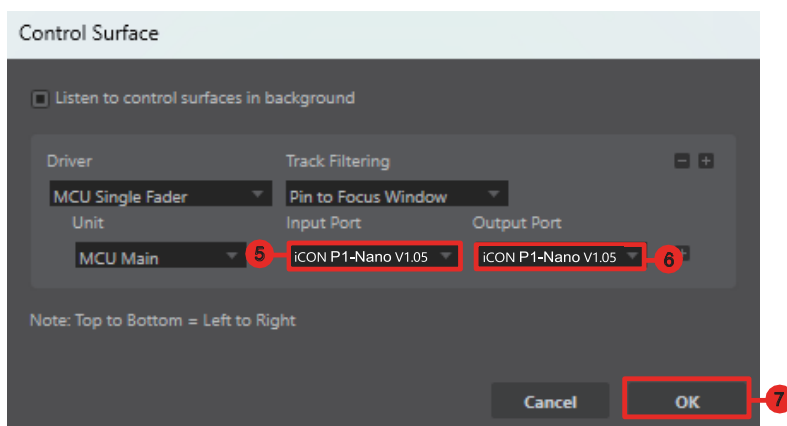 Control Surface
Listen to control surfaces in background
Driver Track Filtering - +
MCU Single Fader Pin to Focus Window
Unit Input Port Output Port
MCU Main 5 iCON P1-Nano V1.05 iCON P1-Nano V1.05 6 +
Note: Top to Bottom = Left to Right
Cancel OK 7